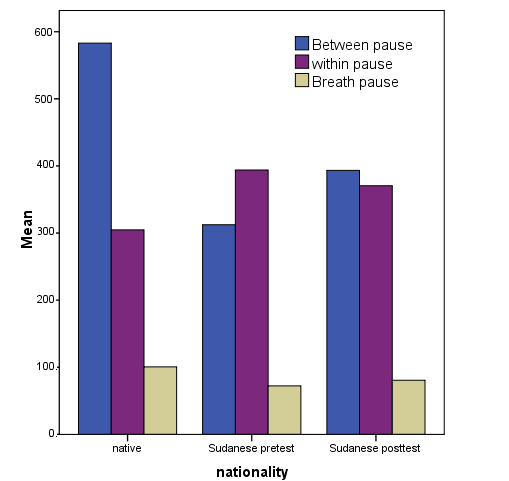 600
500
400
300
200
100
0
Mean
Between pause
within pause
Breath pause
native
Sudanese pretest
Sudanese posttest
nationality